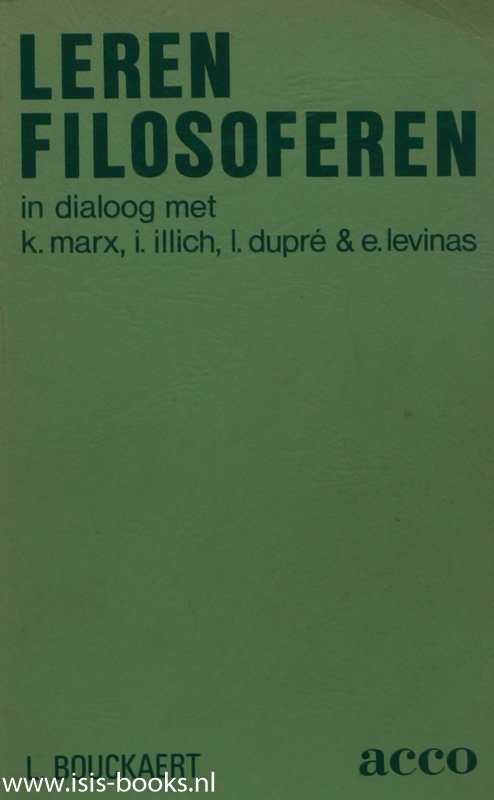 LEREN
FILOSOFEREN
in dialoog met
k. marx, i. illich, l. dupré & e. levinas
L. BOUCKAERT
acco
www.isis-books.nl